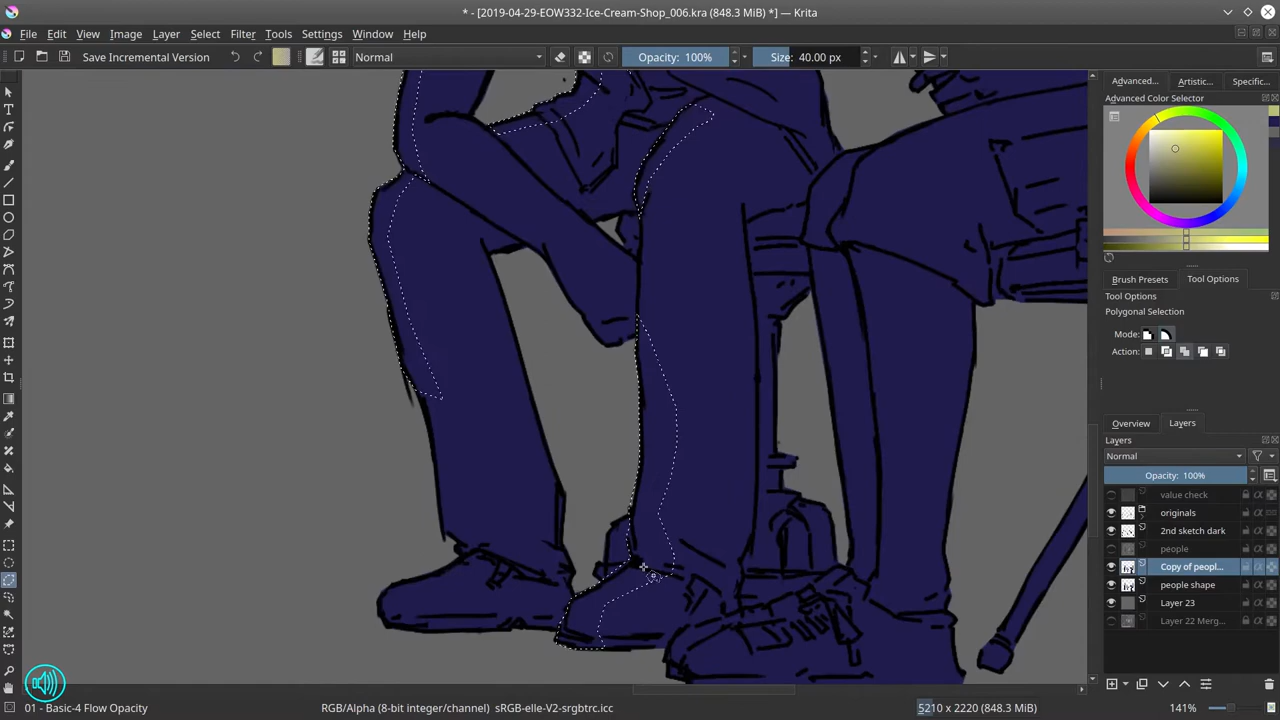 * - [2019-04-29-EOW332-Ice-Cream-Shop_006.kra (848.3 MiB) *] — Krita
File Edit View Image Layer Select Filter Tools Settings Window Help
Save Incremental Version Normal Opacity: 100% Size: 40.00 px
Advanced... Artistic... Specific...
Advanced Color Selector
Brush Presets Tool Options
Tool Options
Polygonal Selection
Mode:
Action:
Overview Layers
Layers
Normal
Opacity: 100%
value check
originals
2nd sketch dark
people
Copy of peopl...
people shape
Layer 23
Layer 22 Merg...
01 - Basic-4 Flow Opacity RGB/Alpha (8-bit integer/channel) sRGB-elle-V2-srgbtrc.icc 5210 x 2220 (848.3 MiB) 141%